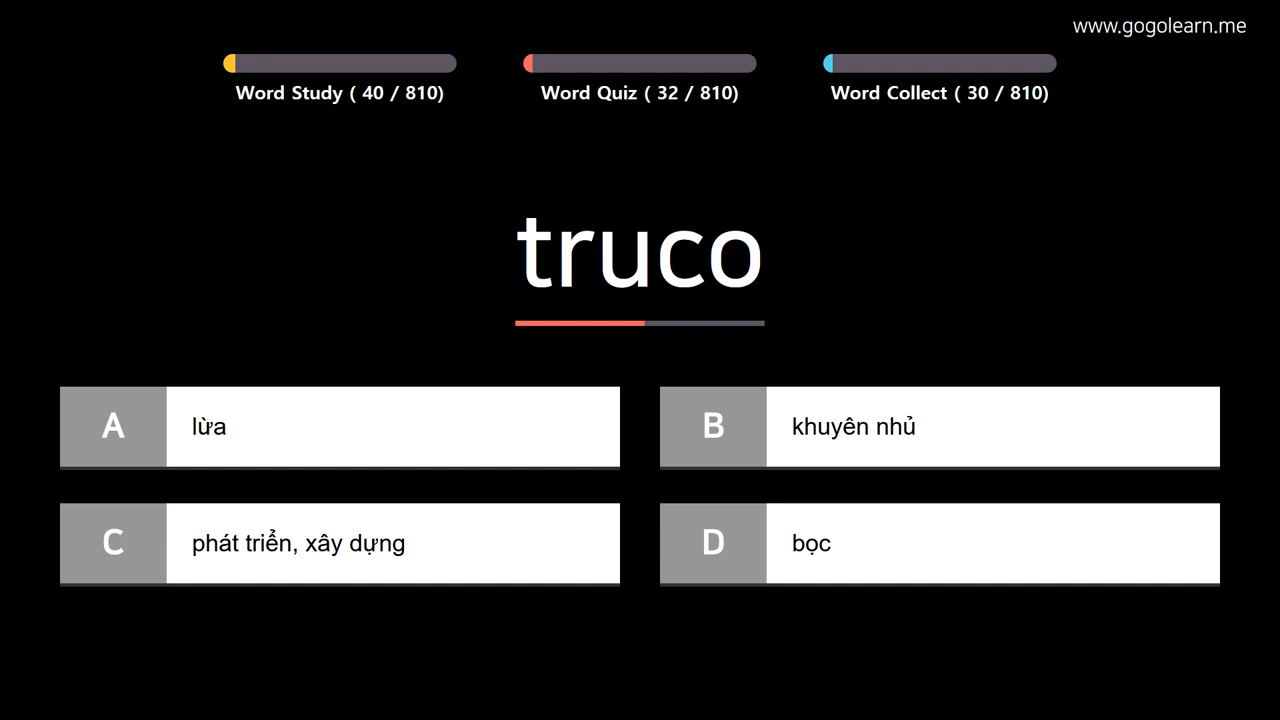 www.gogolearn.me
Word Study ( 40 / 810)
Word Quiz ( 32 / 810)
Word Collect ( 30 / 810)
truco
A lừa
B khuyên nhủ
C phát triển, xây dựng
D bọc